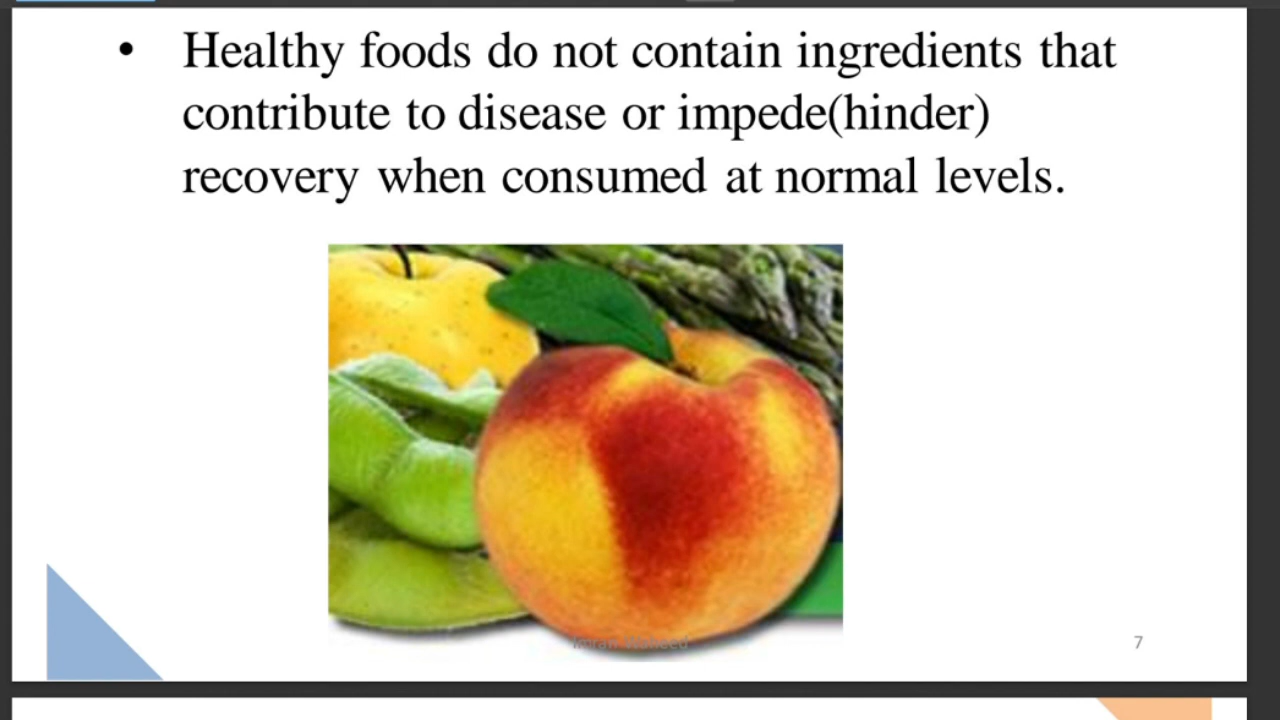 • Healthy foods do not contain ingredients that
contribute to disease or impede(hinder)
recovery when consumed at normal levels.
7